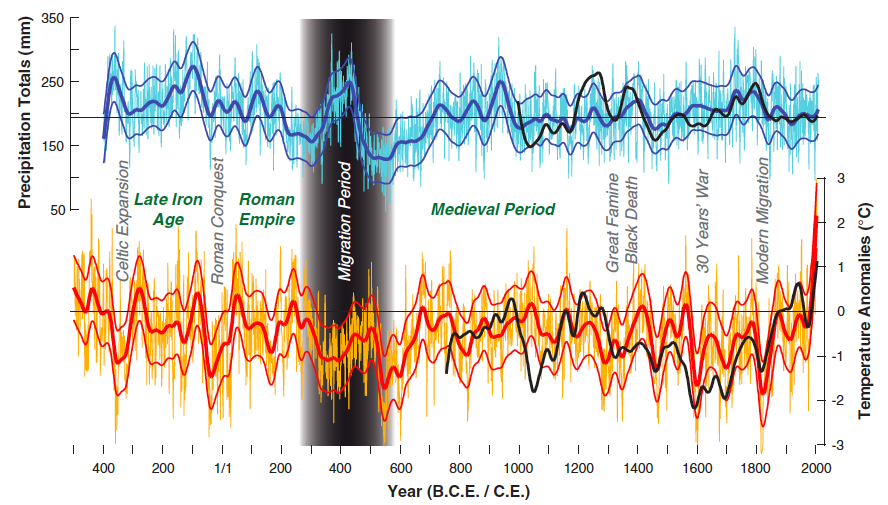 Precipitation Totals (mm)
350
250
150
50
Celtic Expansion
Late Iron
Age
Roman Conquest
Roman
Empire
Migration Period
Medieval Period
Great Famine
Black Death
30 Years' War
Modern Migration
3
2
1
0
-1
-2
-3
Temperature Anomalies (°C)
400 200 1/1 200 400 600 800 1000 1200 1400 1600 1800 2000
Year (B.C.E. / C.E.)